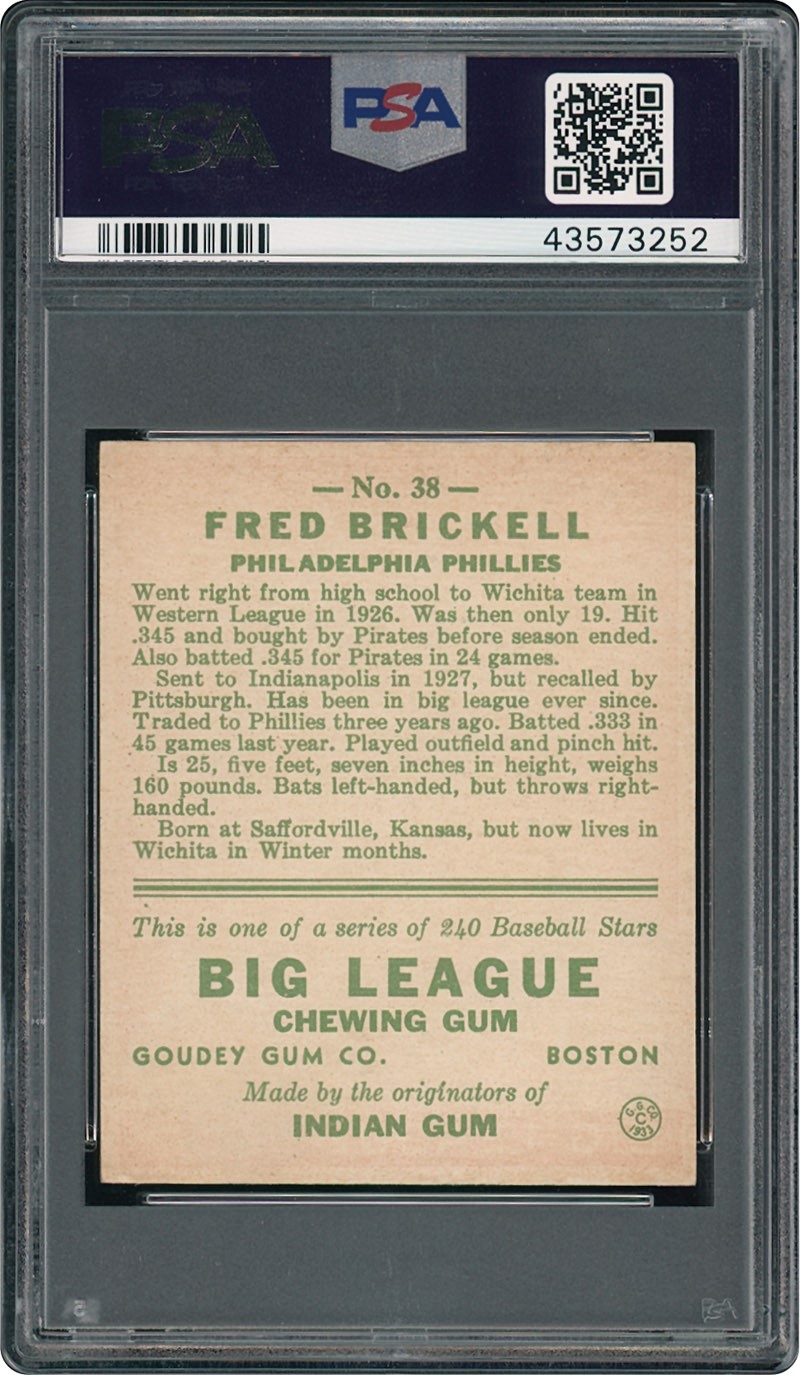 PSA
PSA
43573252
— No. 38 —
FRED BRICKELL
PHILADELPHIA PHILLIES
Went right from high school to Wichita team in
Western League in 1926. Was then only 19. Hit
.345 and bought by Pirates before season ended.
Also batted .345 for Pirates in 24 games.
Sent to Indianapolis in 1927, but recalled by
Pittsburgh. Has been in big league ever since.
Traded to Phillies three years ago. Batted .333 in
45 games last year. Played outfield and pinch hit.
Is 25, five feet, seven inches in height, weighs
160 pounds. Bats left-handed, but throws right-
handed.
Born at Saffordville, Kansas, but now lives in
Wichita in Winter months.
This is one of a series of 240 Baseball Stars
BIG LEAGUE
CHEWING GUM
GOUDEY GUM CO. BOSTON
Made by the originators of
INDIAN GUM
G. G. CO.
C
1933
PSA